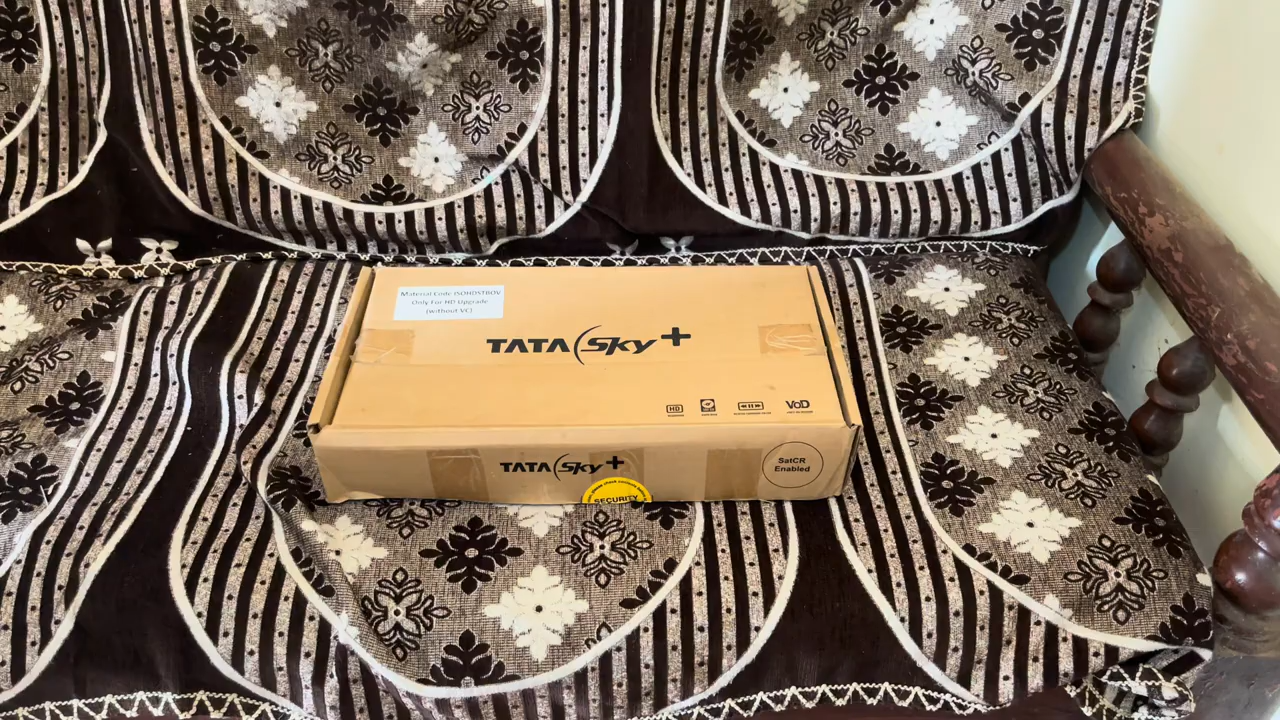 Material Code ISOHDSTBOV
Only For HD Upgrade
(without VC)
TATA Sky+
HD
VoD
TATA Sky+
SatCR
Enabled
SECURITY